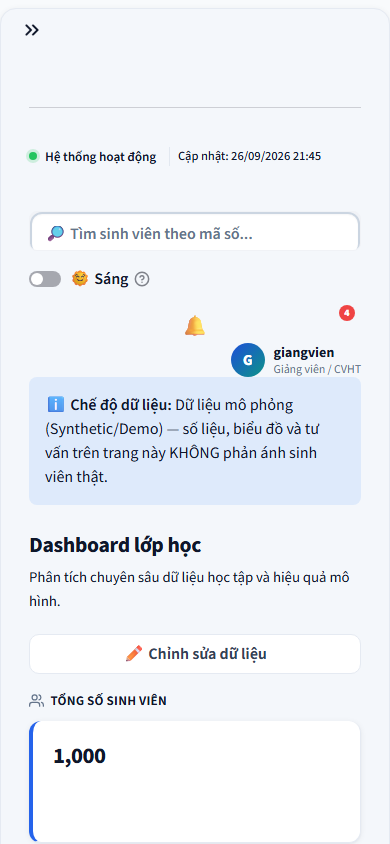 Hệ thống hoạt động
Cập nhật: 26/09/2026 21:45
🔎 Tìm sinh viên theo mã số...
🌞 Sáng
4
G
giangvien
Giảng viên / CVHT
ℹ️ Chế độ dữ liệu: Dữ liệu mô phỏng
(Synthetic/Demo) — số liệu, biểu đồ và tư
vấn trên trang này KHÔNG phản ánh sinh
viên thật.
Dashboard lớp học
Phân tích chuyên sâu dữ liệu học tập và hiệu quả mô
hình.
Chỉnh sửa dữ liệu
TỔNG SỐ SINH VIÊN
1,000